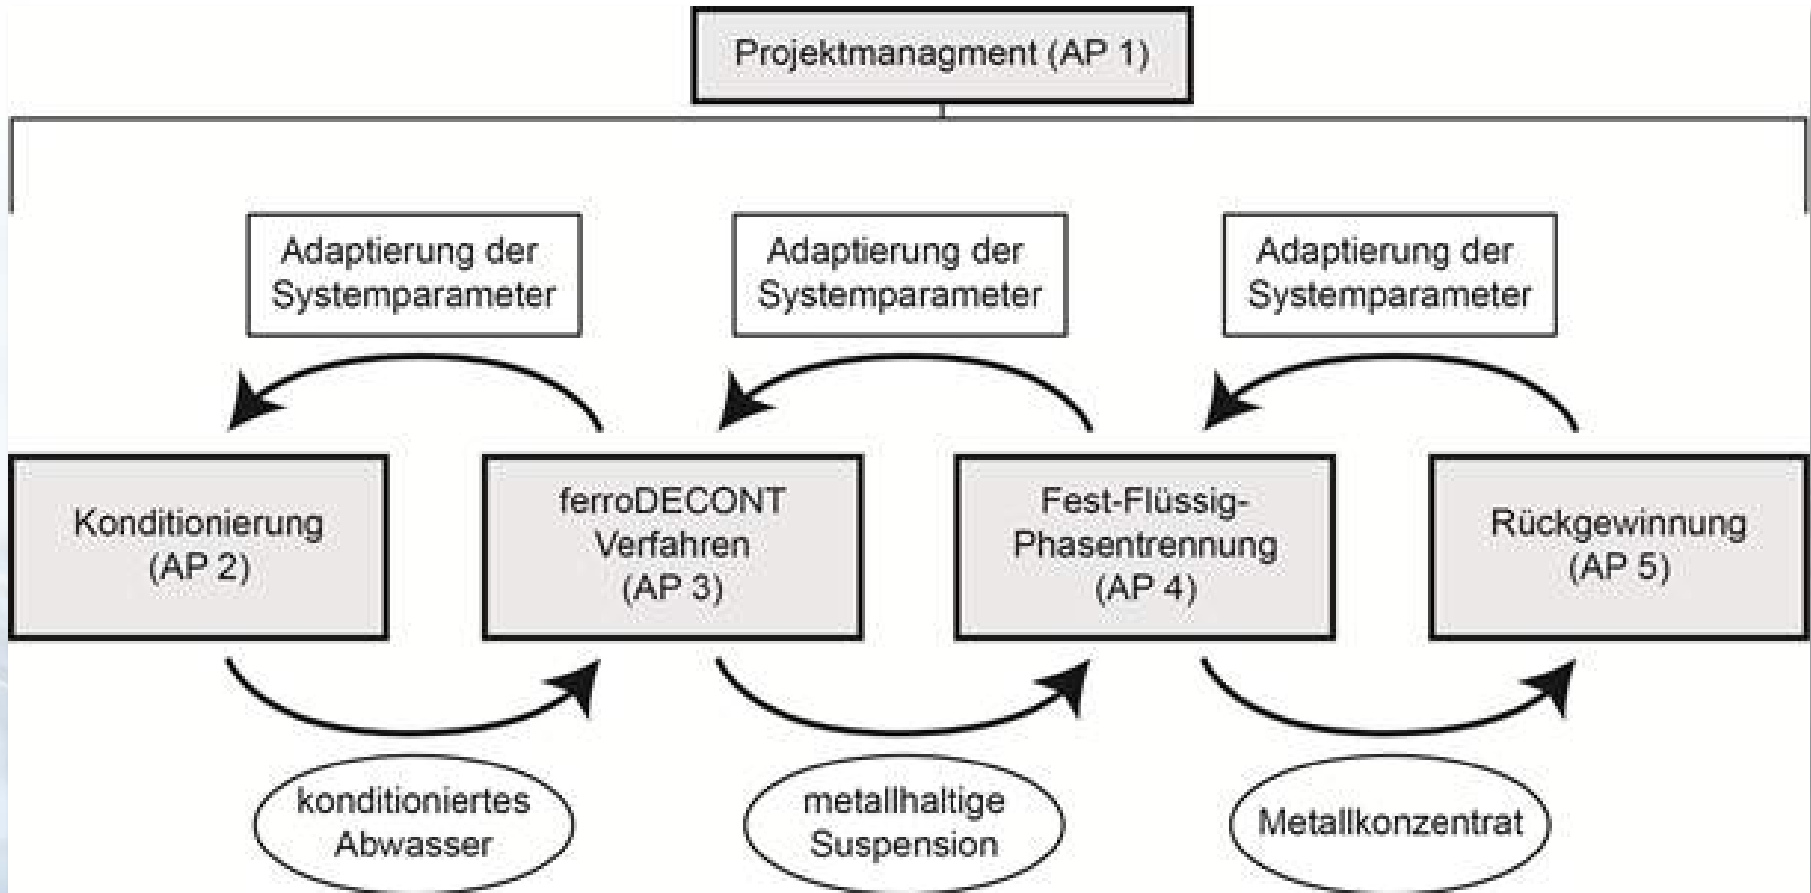 Projektmanagment (AP 1)
Adaptierung der
Systemparameter
Adaptierung der
Systemparameter
Adaptierung der
Systemparameter
Konditionierung
(AP 2)
ferroDECONT
Verfahren
(AP 3)
Fest-Flüssig-
Phasentrennung
(AP 4)
Rückgewinnung
(AP 5)
konditioniertes
Abwasser
metallhaltige
Suspension
Metallkonzentrat